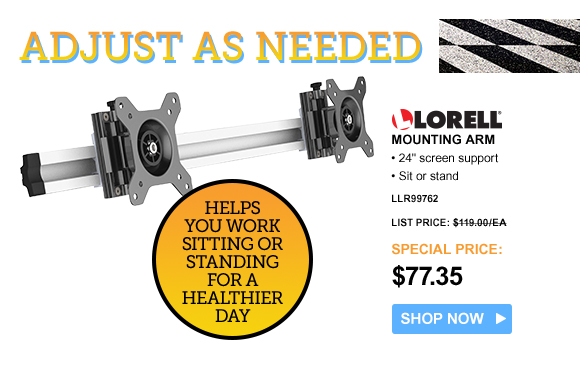 ADJUST AS NEEDED
LORELL®
MOUNTING ARM
• 24" screen support
• Sit or stand
LLR99762
LIST PRICE: $119.00/EA
SPECIAL PRICE:
$77.35
SHOP NOW
HELPS
YOU WORK
SITTING OR
STANDING
FOR A
HEALTHIER
DAY